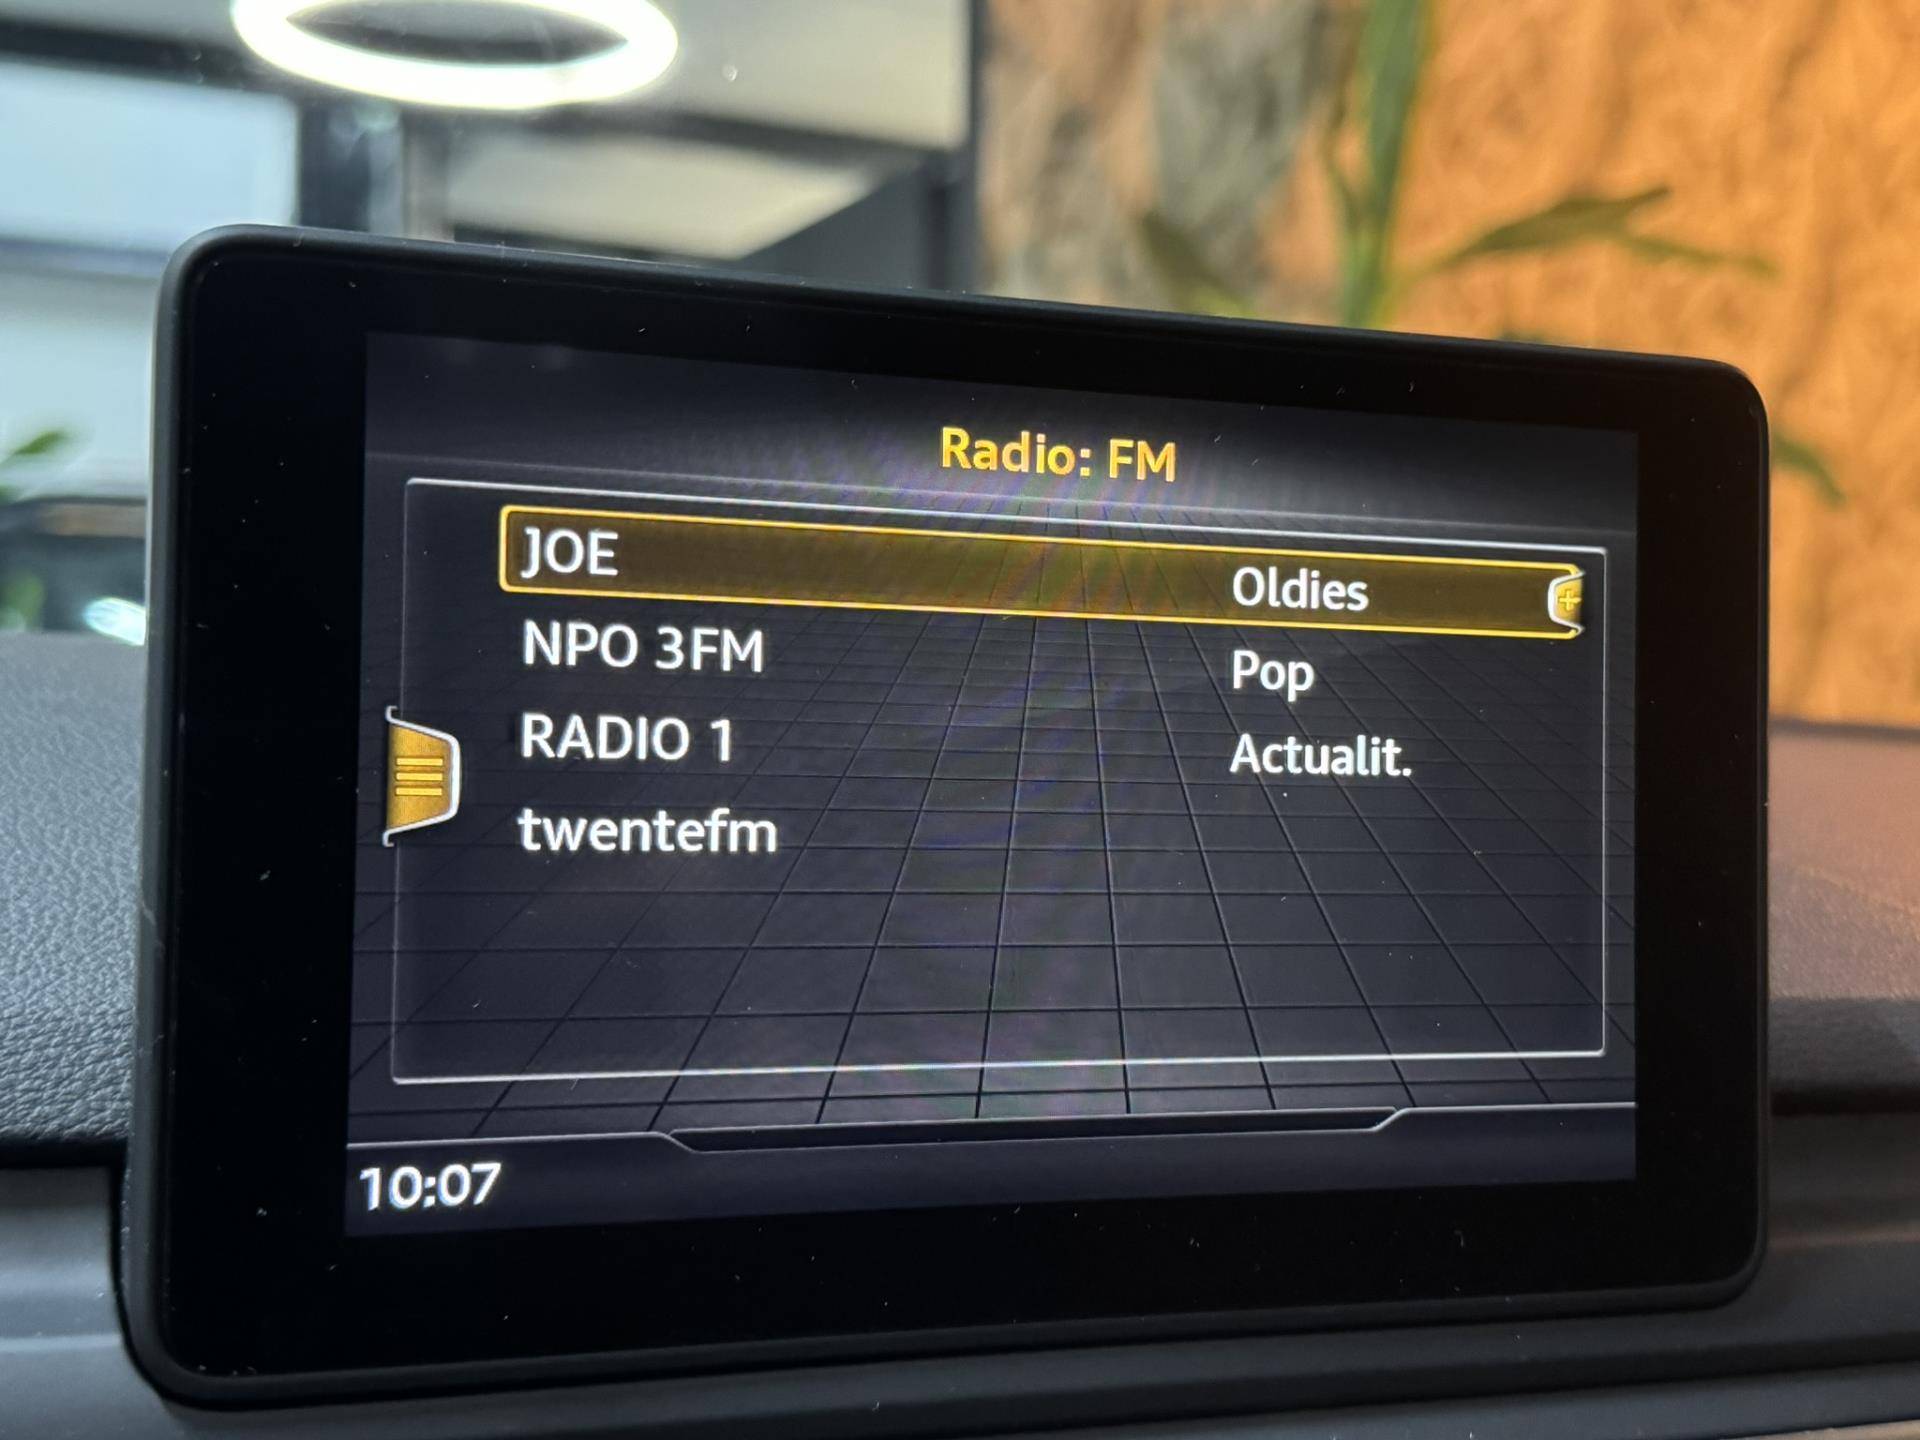 Radio: FM
JOE Oldies
NPO 3FM Pop
RADIO 1 Actualit.
twentefm
10:07